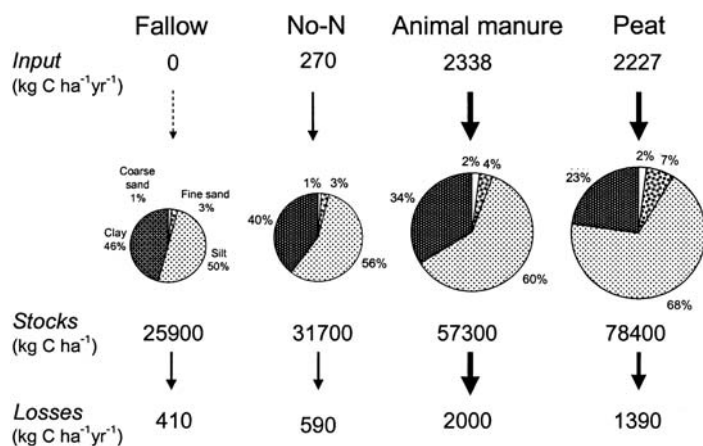 Fallow No-N Animal manure Peat
Input 0 270 2338 2227
(kg C ha⁻¹yr⁻¹)
Coarse
sand
1%
Fine sand
3%
Clay
46%
Silt
50%
1% 3%
40%
56%
2% 4%
34%
60%
2% 7%
23%
68%
Stocks 25900 31700 57300 78400
(kg C ha⁻¹)
Losses 410 590 2000 1390
(kg C ha⁻¹yr⁻¹)